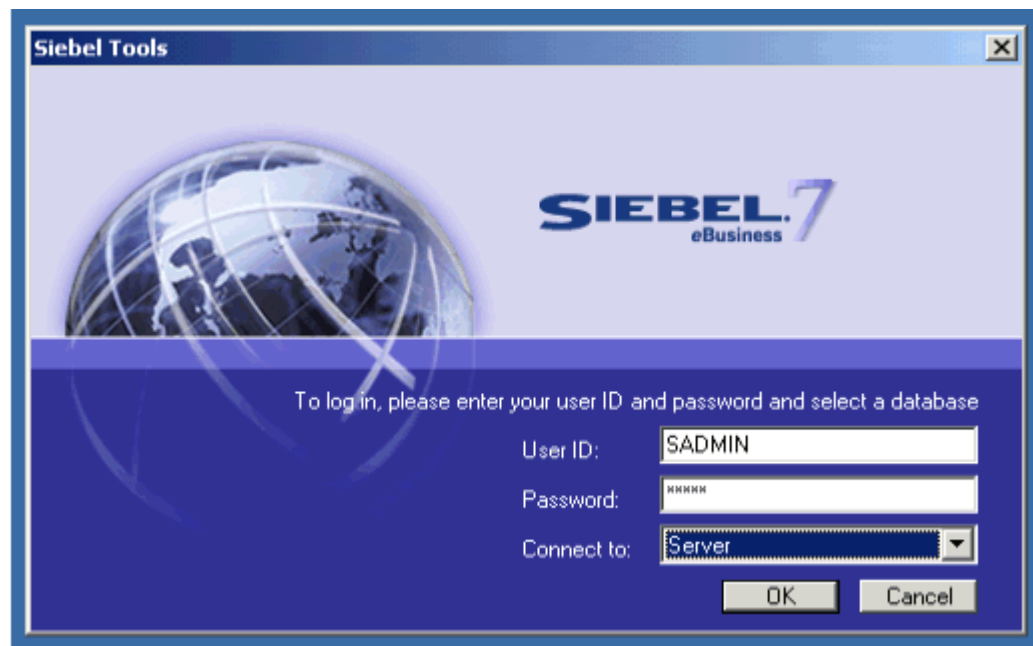 Siebel Tools
SIEBEL. 7
eBusiness
To log in, please enter your user ID and password and select a database
User ID: SADMIN
Password: *****
Connect to: Server
OK Cancel